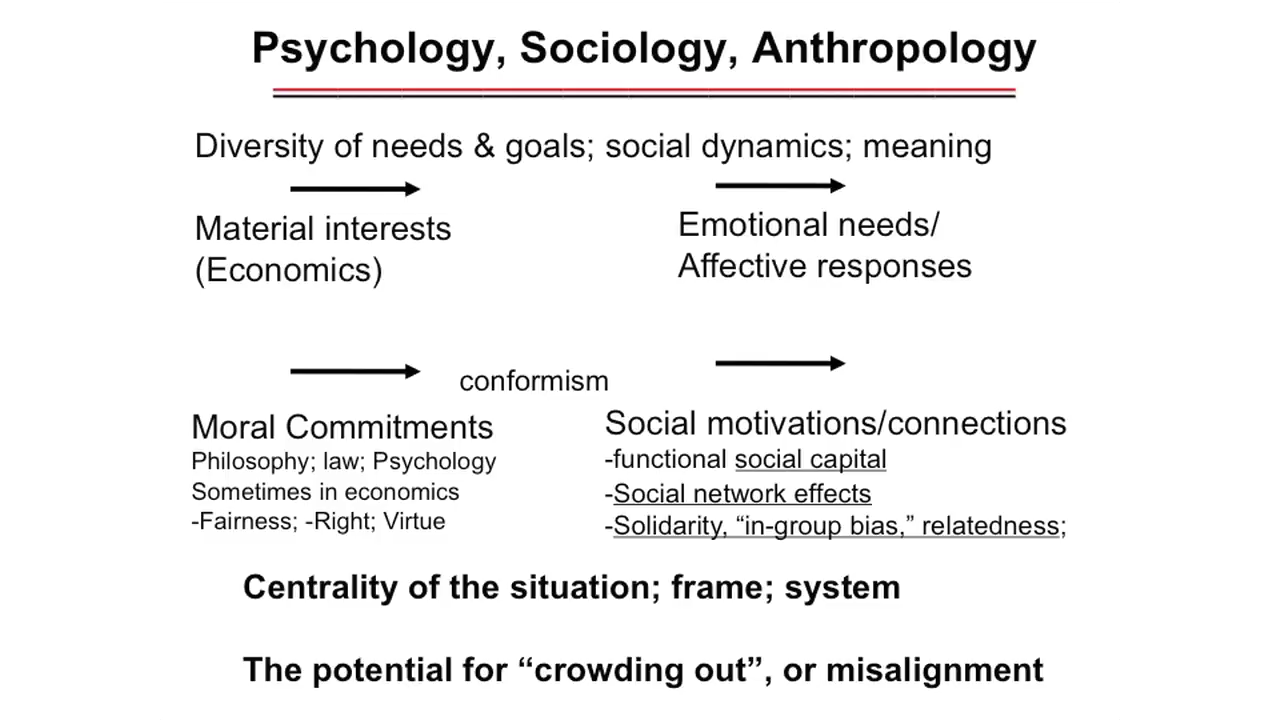 Psychology, Sociology, Anthropology
Diversity of needs & goals; social dynamics; meaning
Material interests
(Economics)
Emotional needs/
Affective responses
conformism
Moral Commitments
Philosophy; law; Psychology
Sometimes in economics
-Fairness; -Right; Virtue
Social motivations/connections
-functional social capital
-Social network effects
-Solidarity, “in-group bias,” relatedness;
Centrality of the situation; frame; system
The potential for “crowding out”, or misalignment